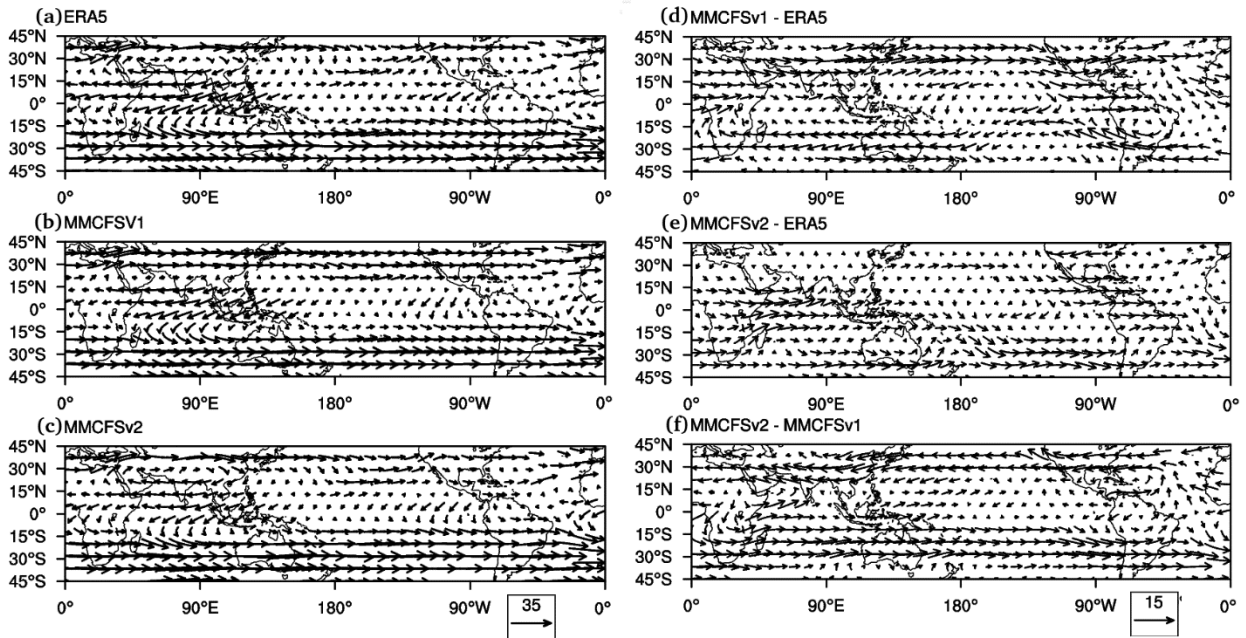 (a) ERA5
45°N
30°N
15°N
0°
15°S
30°S
45°S
0° 90°E 180° 90°W 0°
(b) MMCFSV1
45°N
30°N
15°N
0°
15°S
30°S
45°S
0° 90°E 180° 90°W 0°
(c) MMCFSv2
45°N
30°N
15°N
0°
15°S
30°S
45°S
0° 90°E 180° 90°W 0°
35
(d) MMCFSv1 - ERA5
45°N
30°N
15°N
0°
15°S
30°S
45°S
0° 90°E 180° 90°W 0°
(e) MMCFSv2 - ERA5
45°N
30°N
15°N
0°
15°S
30°S
45°S
0° 90°E 180° 90°W 0°
(f) MMCFSv2 - MMCFSv1
45°N
30°N
15°N
0°
15°S
30°S
45°S
0° 90°E 180° 90°W 0°
15